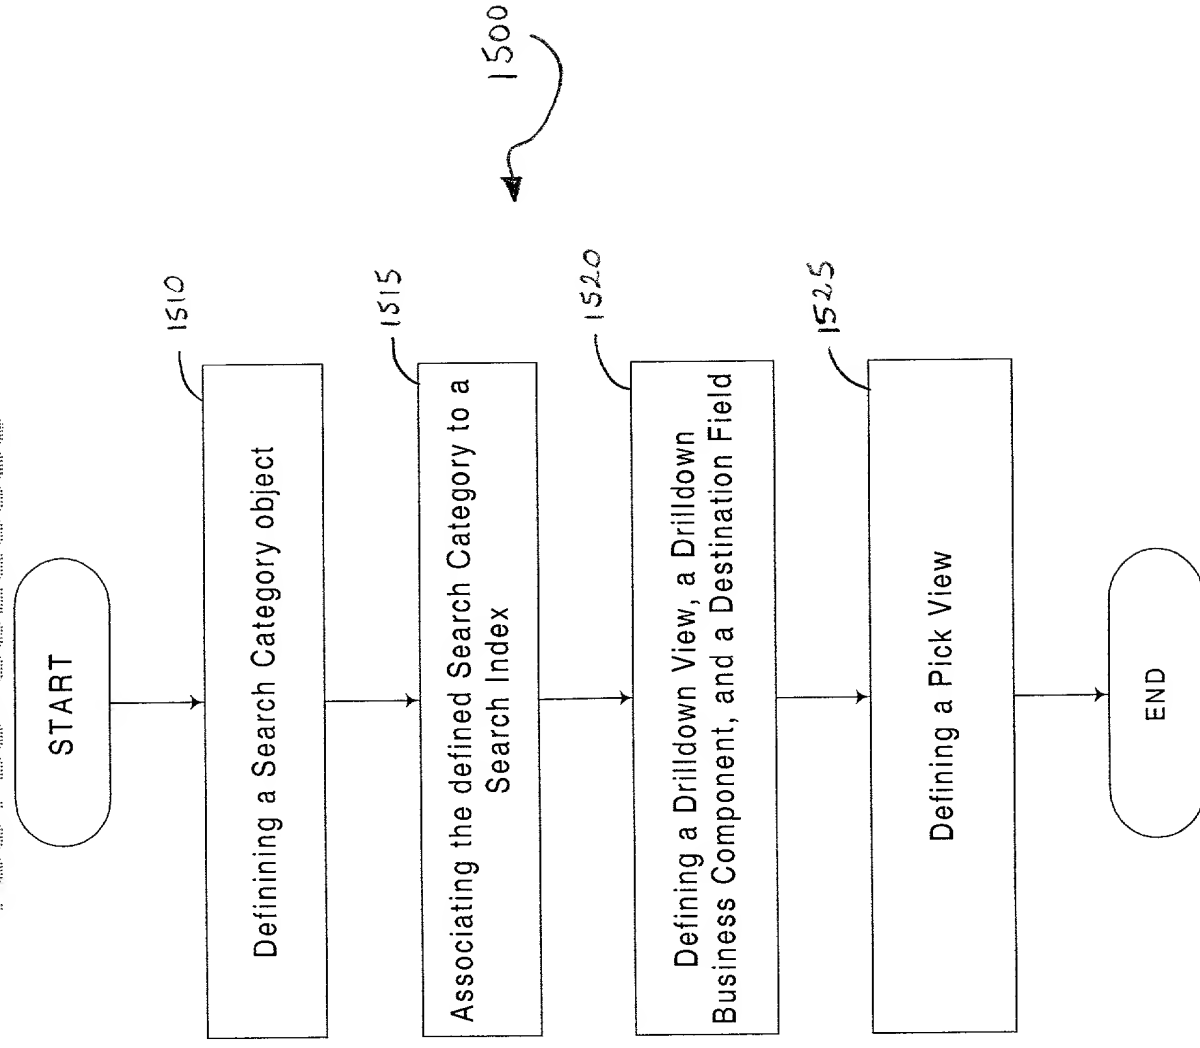 1500
START
1510
Definining a Search Category object
1515
Associating the defined Search Category to a
Search Index
1520
Defining a Drilldown View, a Drilldown
Business Component, and a Destination Field
1525
Defining a Pick View
END